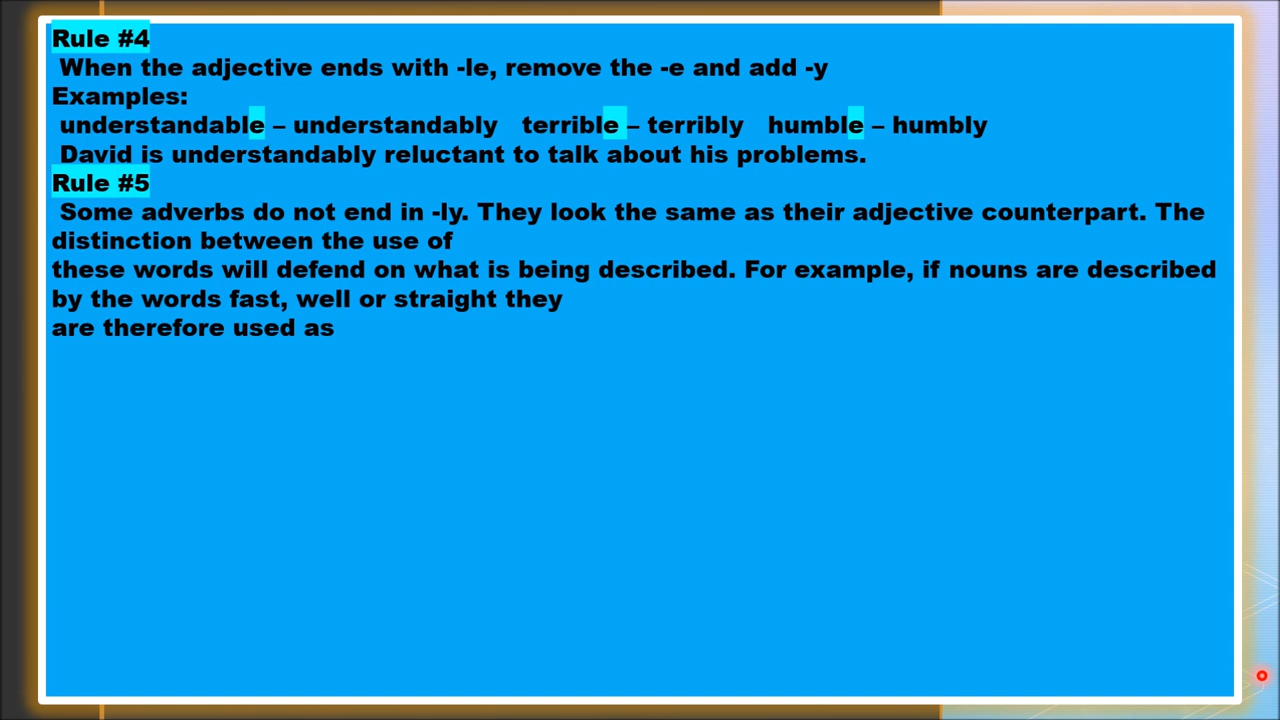 Rule #4
When the adjective ends with -le, remove the -e and add -y
Examples:
understandable – understandably terrible – terribly humble – humbly
David is understandably reluctant to talk about his problems.
Rule #5
Some adverbs do not end in -ly. They look the same as their adjective counterpart. The
distinction between the use of
these words will defend on what is being described. For example, if nouns are described
by the words fast, well or straight they
are therefore used as